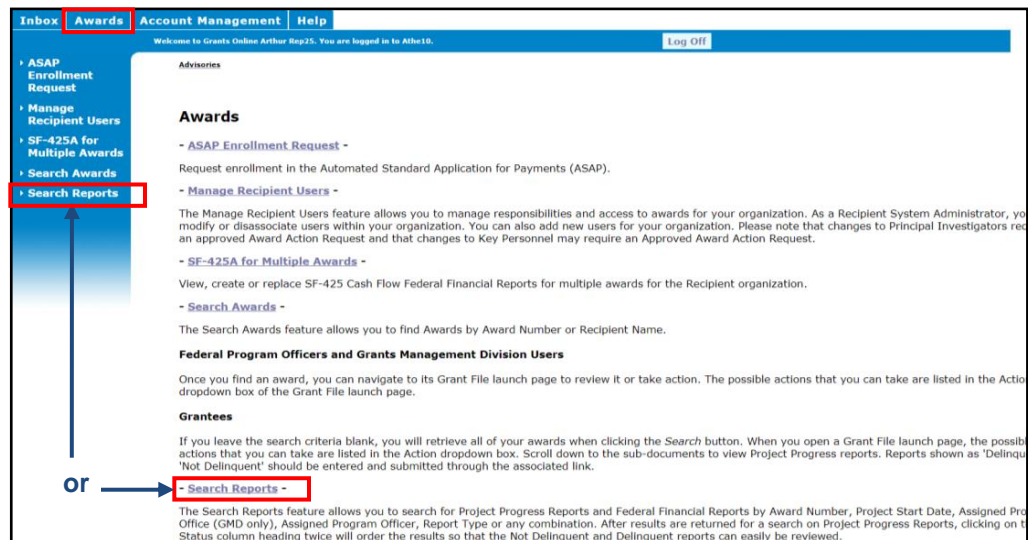 Inbox Awards Account Management Help
Welcome to Grants Online Arthur Rep25. You are logged in to Athe10.
Log Off
ASAP
Enrollment
Request
Manage
Recipient Users
SF-425A for
Multiple Awards
Search Awards
Search Reports
or
Advisories
Awards
- ASAP Enrollment Request -
Request enrollment in the Automated Standard Application for Payments (ASAP).
- Manage Recipient Users -
The Manage Recipient Users feature allows you to manage responsibilities and access to awards for your organization. As a Recipient System Administrator, yo
modify or disassociate users within your organization. You can also add new users for your organization. Please note that changes to Principal Investigators rec
an approved Award Action Request and that changes to Key Personnel may require an Approved Award Action Request.
- SF-425A for Multiple Awards -
View, create or replace SF-425 Cash Flow Federal Financial Reports for multiple awards for the Recipient organization.
- Search Awards -
The Search Awards feature allows you to find Awards by Award Number or Recipient Name.
Federal Program Officers and Grants Management Division Users
Once you find an award, you can navigate to its Grant File launch page to review it or take action. The possible actions that you can take are listed in the Actio
dropdown box of the Grant File launch page.
Grantees
If you leave the search criteria blank, you will retrieve all of your awards when clicking the Search button. When you open a Grant File launch page, the possibl
actions that you can take are listed in the Action dropdown box. Scroll down to the sub-documents to view Project Progress reports. Reports shown as 'Delinqu
'Not Delinquent' should be entered and submitted through the associated link.
- Search Reports -
The Search Reports feature allows you to search for Project Progress Reports and Federal Financial Reports by Award Number, Project Start Date, Assigned Pro
Office (GMD only), Assigned Program Officer, Report Type or any combination. After results are returned for a search on Project Progress Reports, clicking on t
Status column heading twice will order the results so that the Not Delinquent and Delinquent reports can easily be reviewed.